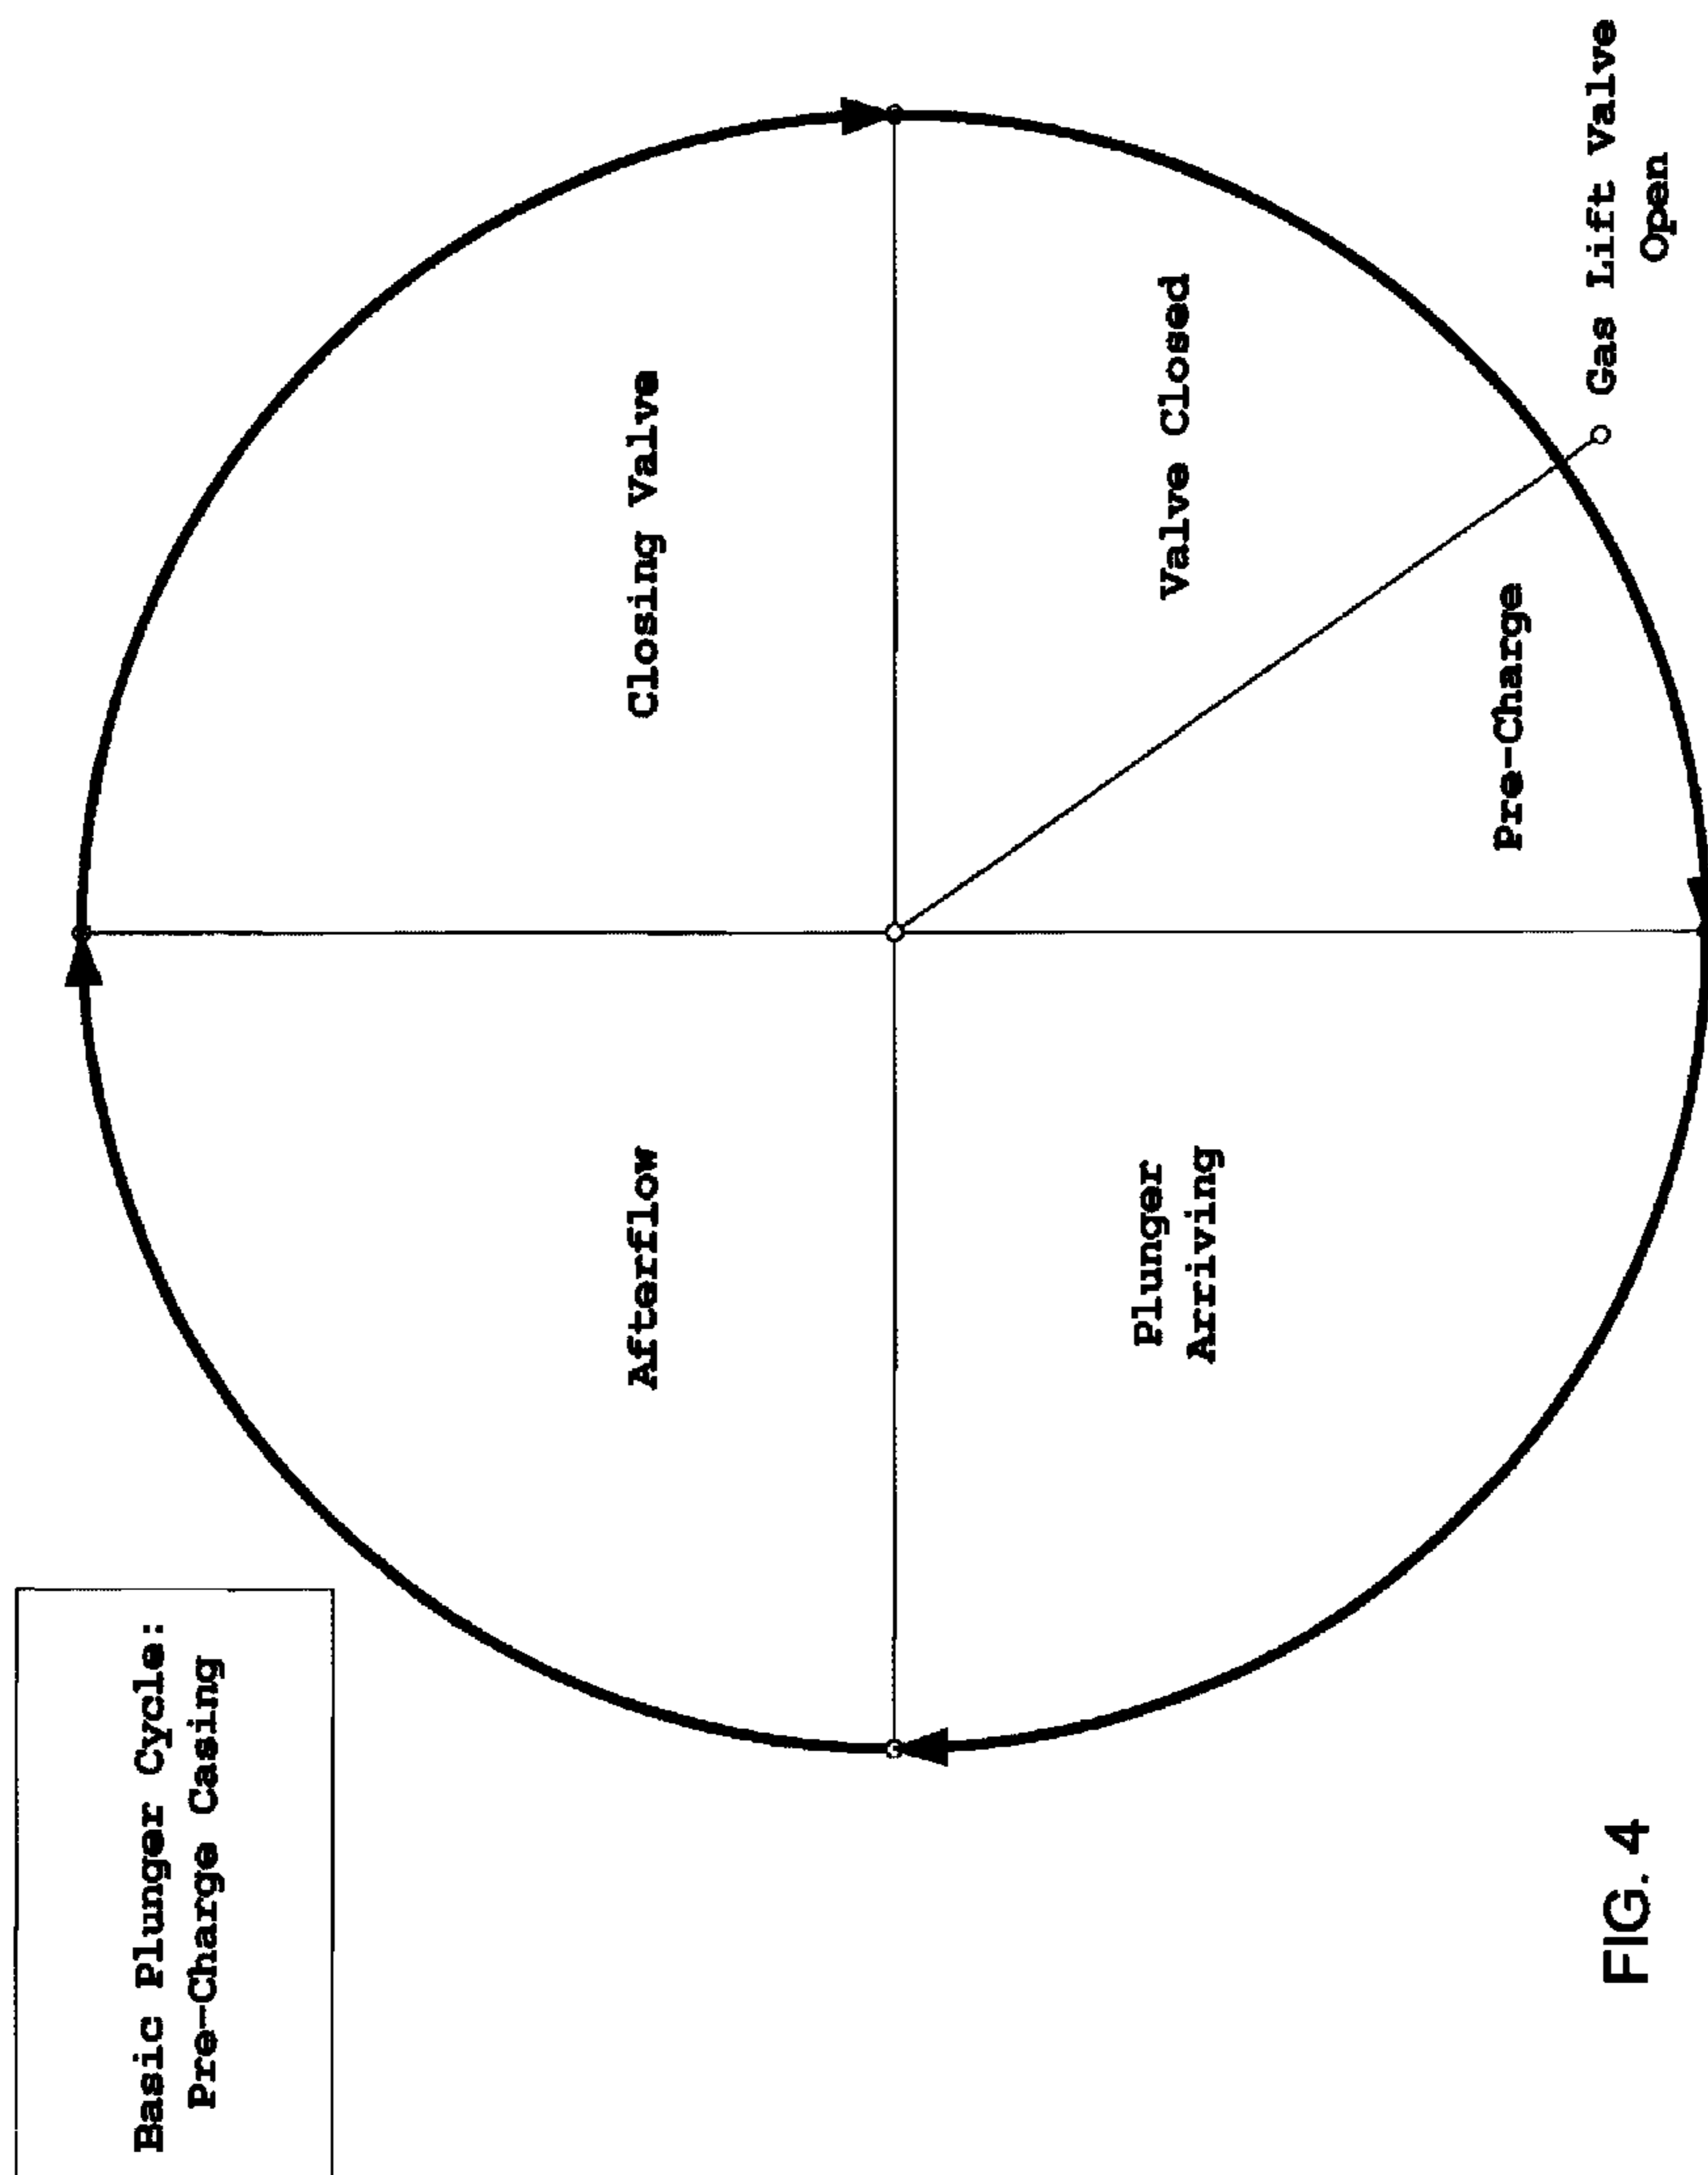 Basic Plunger Cycle:
Pre-Charge Casing
Afterflow
Closing Valve
Plunger
Arriving
Valve Closed
Pre-Charge
Gas Lift Valve
Open
FIG. 4